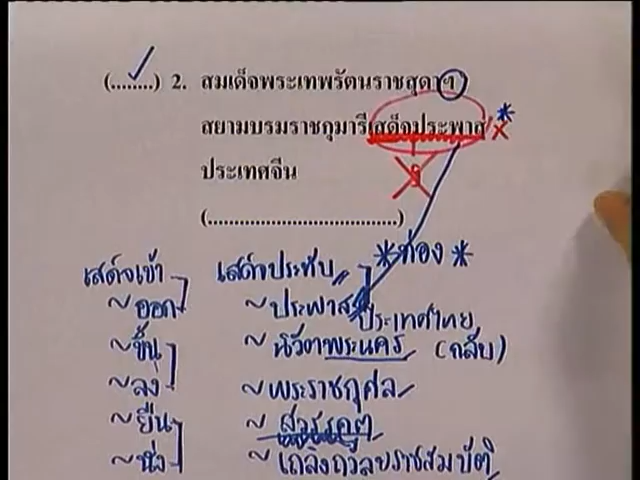 (........) 2. สมเด็จพระเทพรัตนราชสุดาฯ
สยามบรมราชกุมารีเสด็จประพาส
ประเทศจีน
(....................................)
*ท่อง*
เสด็จเข้า
~ออก
~ขึ้น
~ลง
~ยืน
~นั่ง
เสด็จประทับ
~ประพาส
ประเทศไทย
~นิวัตพระนคร (กลับ)
~พระราชกุศล
~สวรรคต
~เถลิงถวัลยราชสมบัติ